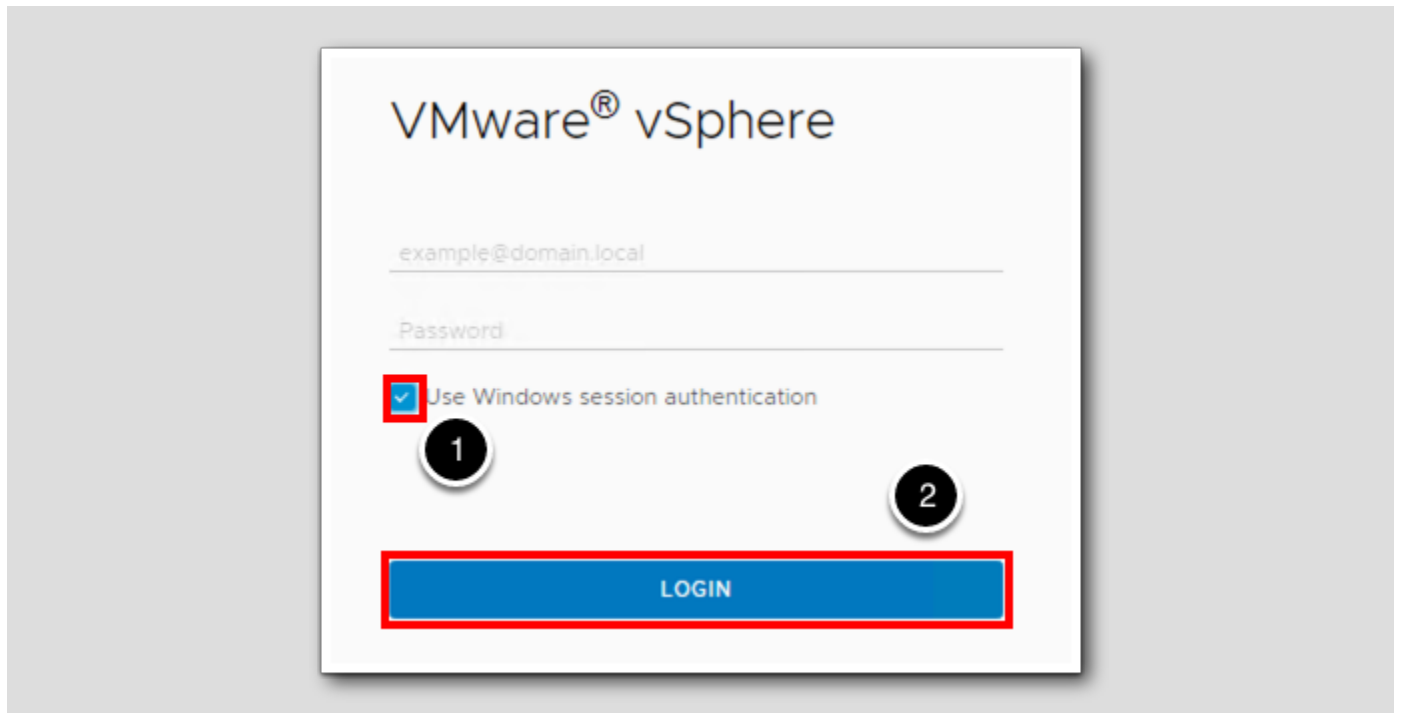 VMware® vSphere
example@domain.local
Password
Use Windows session authentication
1
2
LOGIN